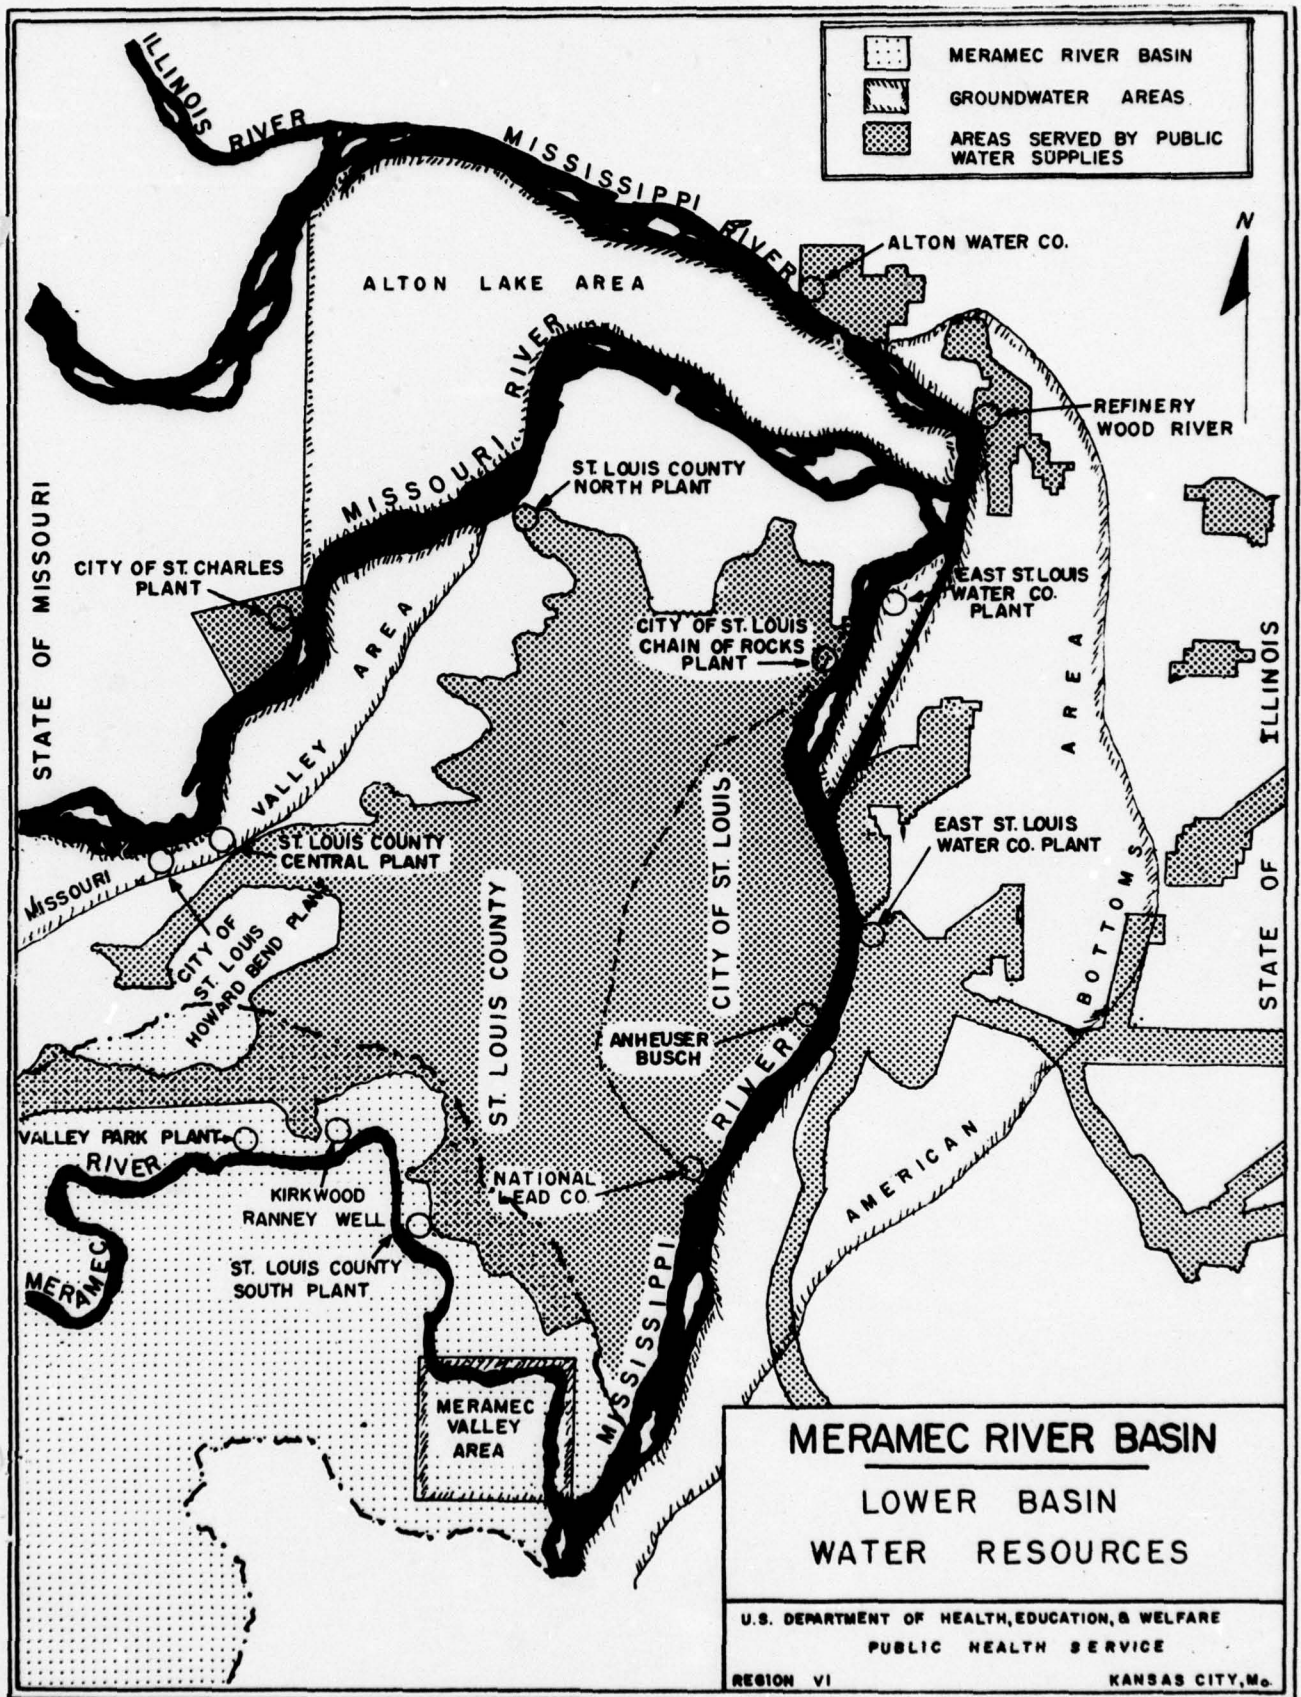 MERAMEC RIVER BASIN
GROUNDWATER AREAS
AREAS SERVED BY PUBLIC
WATER SUPPLIES
ILLINOIS
RIVER
MISSISSIPPI
RIVER
N
ALTON WATER CO.
ALTON LAKE AREA
RIVER
MISSOURI
REFINERY
WOOD RIVER
ST. LOUIS COUNTY
NORTH PLANT
STATE OF MISSOURI
CITY OF ST. CHARLES
PLANT
EAST ST. LOUIS
WATER CO.
PLANT
CITY OF ST. LOUIS
CHAIN OF ROCKS
PLANT
AREA
VALLEY
MISSOURI
AREA
BOTTOMS
AMERICAN
STATE OF ILLINOIS
ST. LOUIS COUNTY
CENTRAL PLANT
EAST ST. LOUIS
WATER CO. PLANT
CITY OF
ST. LOUIS
HOWARD BEND PLANT
ST. LOUIS COUNTY
CITY OF ST. LOUIS
ANHEUSER
BUSCH
RIVER
MISSISSIPPI
VALLEY PARK PLANT
RIVER
MERAMEC
KIRKWOOD
RANNEY WELL
NATIONAL
LEAD CO.
ST. LOUIS COUNTY
SOUTH PLANT
MERAMEC
VALLEY
AREA
MERAMEC RIVER BASIN
LOWER BASIN
WATER RESOURCES
U.S. DEPARTMENT OF HEALTH, EDUCATION, & WELFARE
PUBLIC HEALTH SERVICE
REGION VI
KANSAS CITY, Mo.